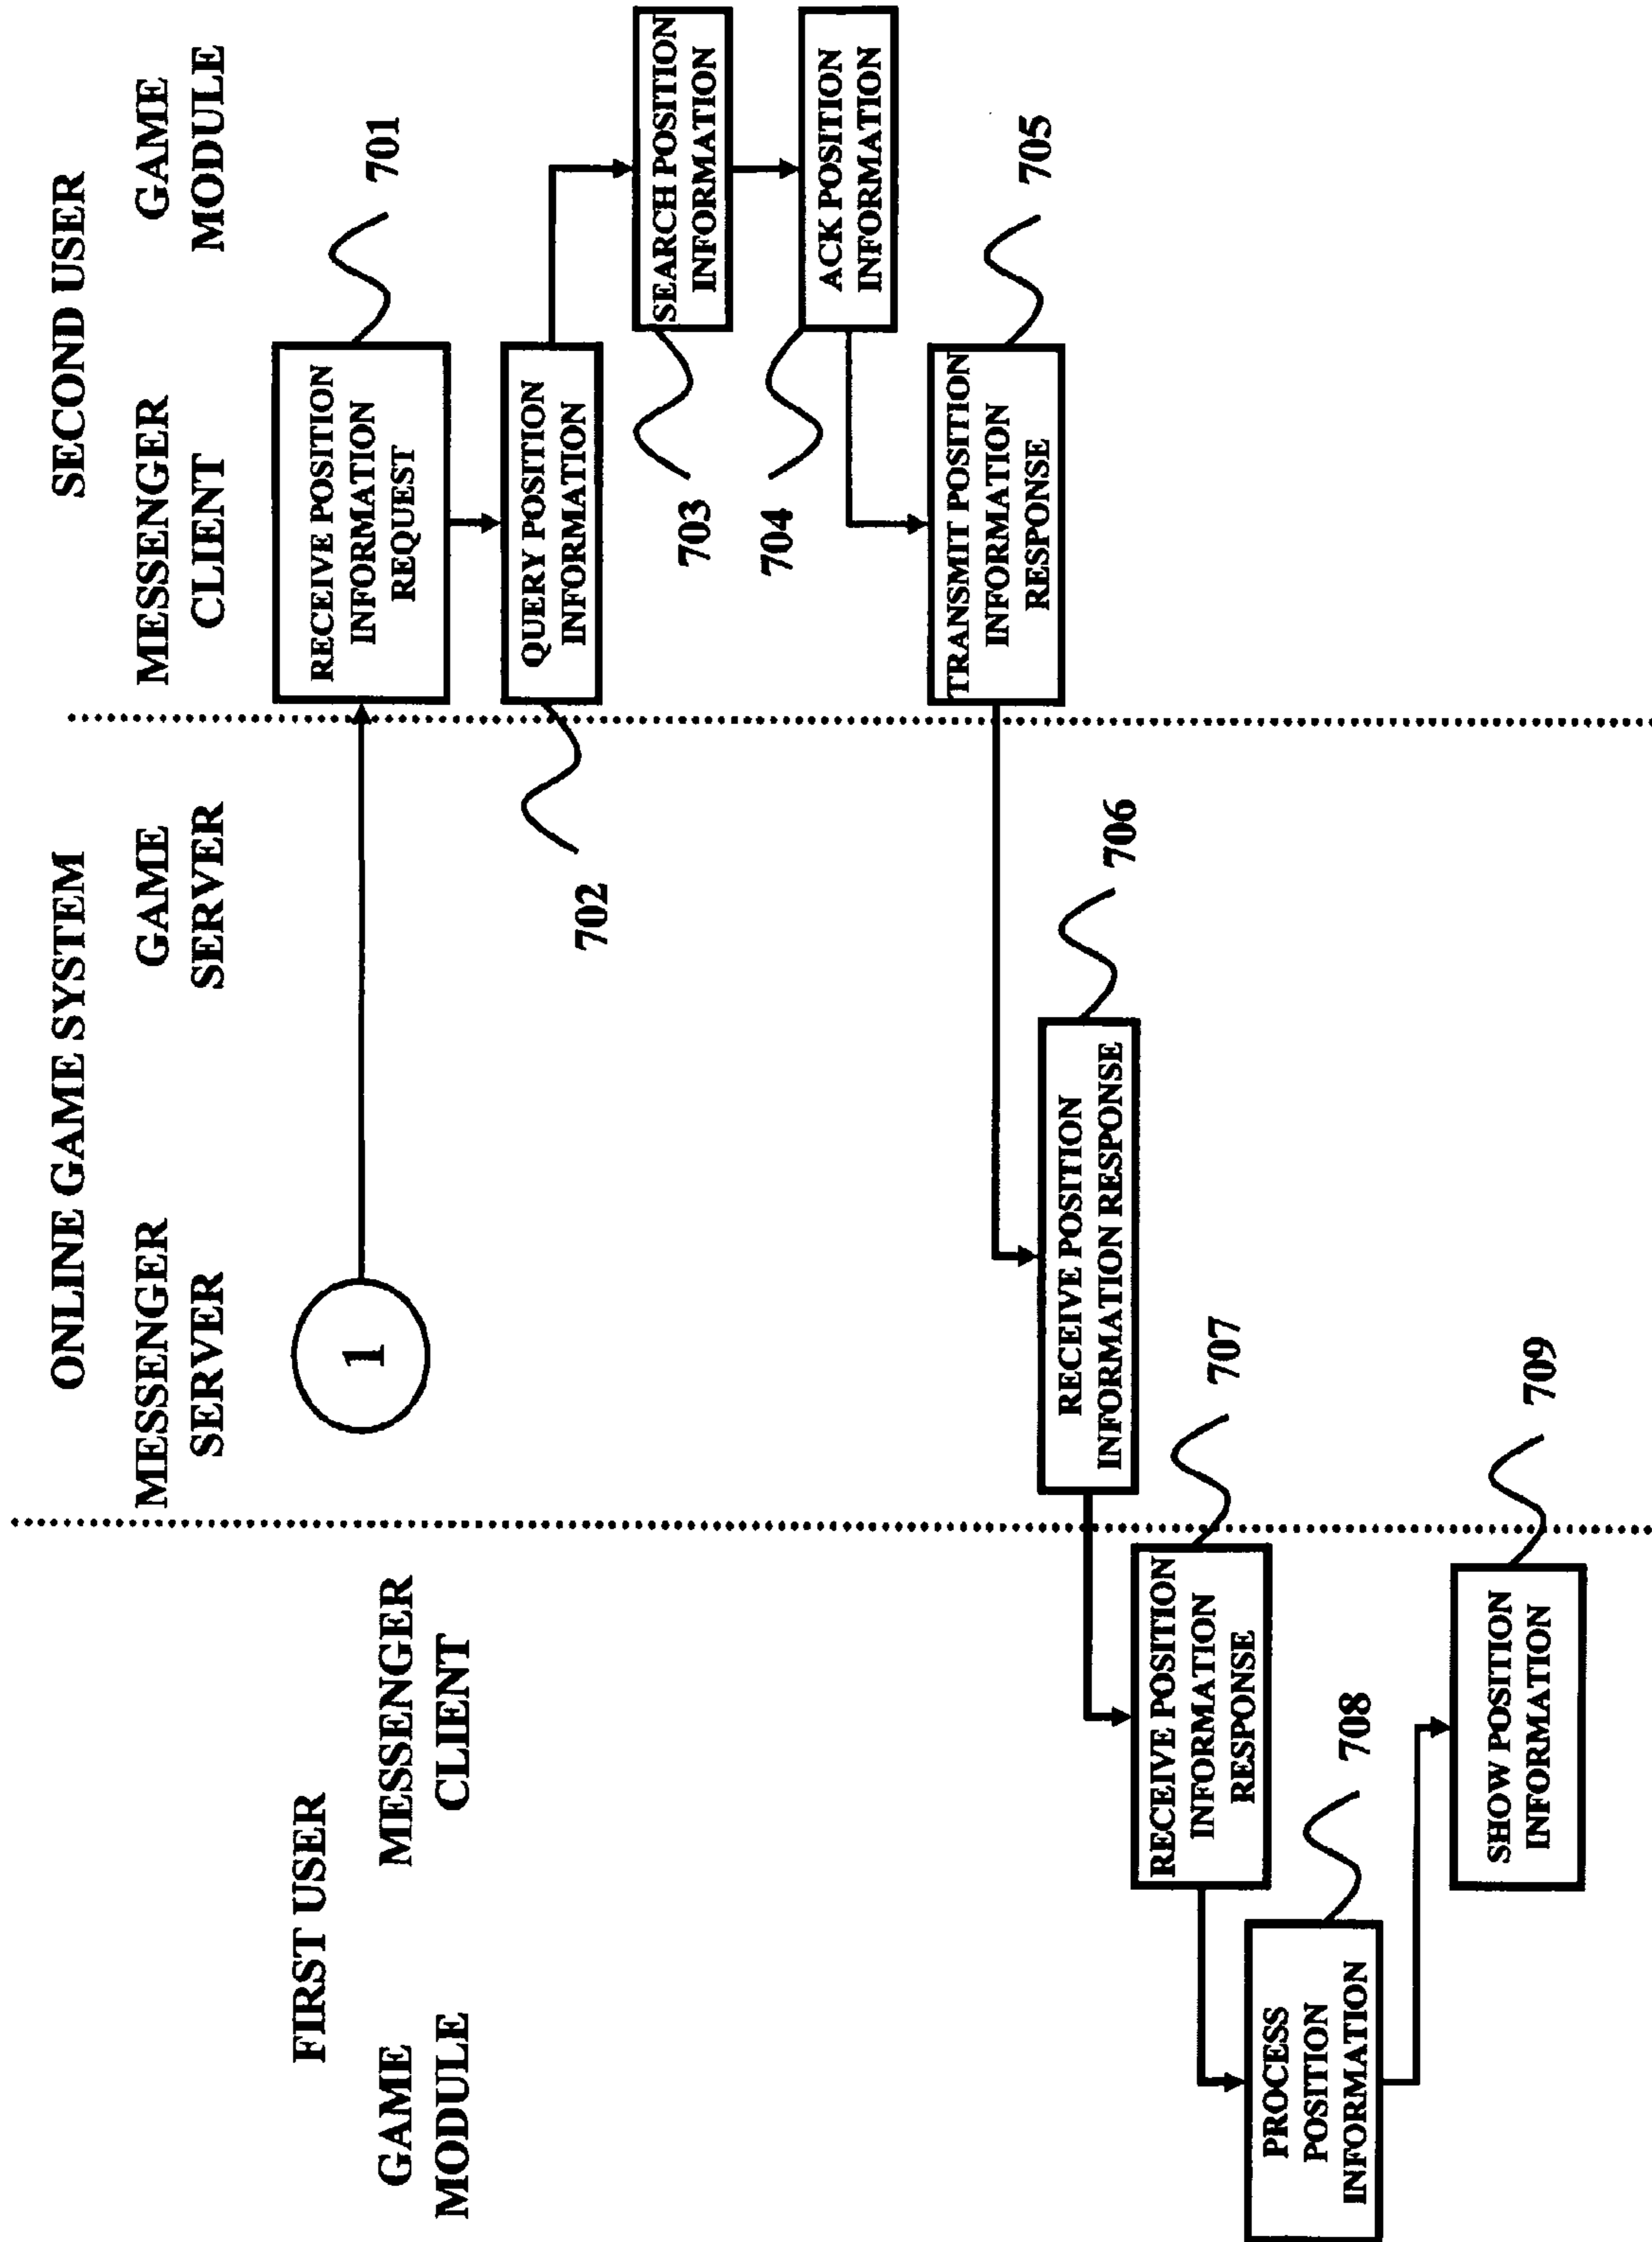 FIRST USER
GAME
MODULE
MESSENGER
CLIENT
ONLINE GAME SYSTEM
MESSENGER
SERVER
GAME
SERVER
SECOND USER
MESSENGER
CLIENT
GAME
MODULE
1
RECEIVE POSITION
INFORMATION
REQUEST
701
QUERY POSITION
INFORMATION
702
SEARCH POSITION
INFORMATION
703
ACK POSITION
INFORMATION
704
TRANSMIT POSITION
INFORMATION
RESPONSE
705
RECEIVE POSITION
INFORMATION RESPONSE
706
RECEIVE POSITION
INFORMATION
RESPONSE
707
PROCESS
POSITION
INFORMATION
708
SHOW POSITION
INFORMATION
709